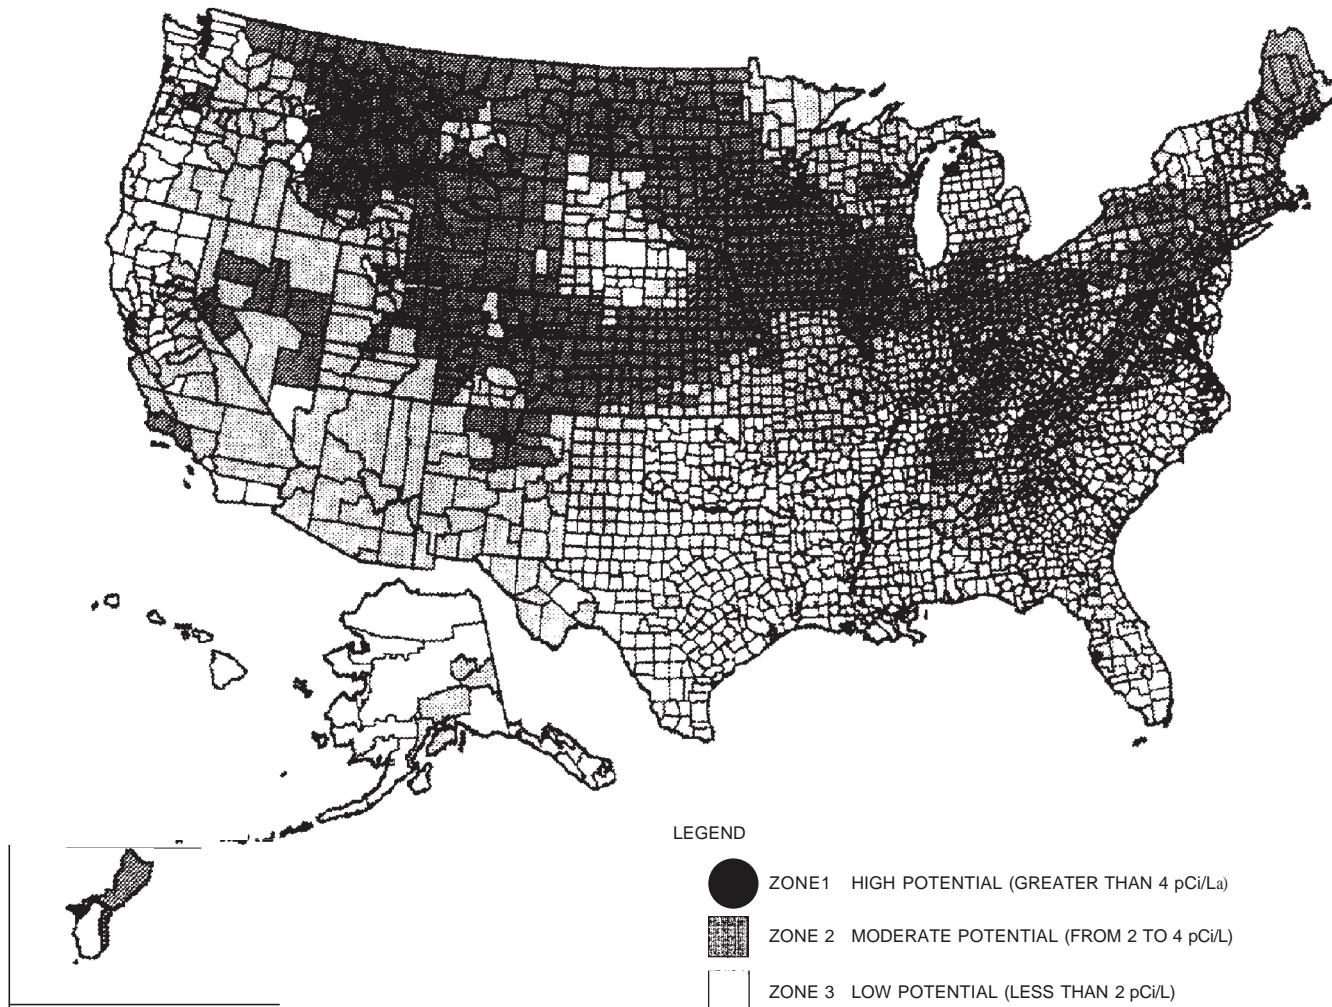 LEGEND
ZONE1 HIGH POTENTIAL (GREATER THAN 4 pCi/La)
ZONE 2 MODERATE POTENTIAL (FROM 2 TO 4 pCi/L)
ZONE 3 LOW POTENTIAL (LESS THAN 2 pCi/L)